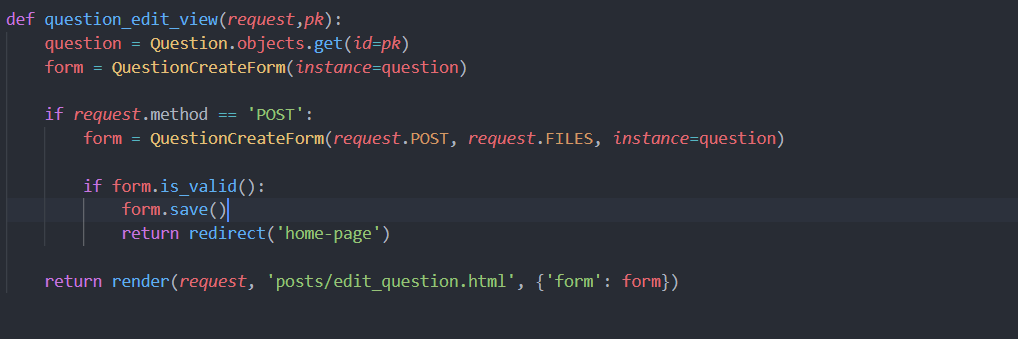 def question_edit_view(request,pk):
    question = Question.objects.get(id=pk)
    form = QuestionCreateForm(instance=question)
    if request.method == 'POST':
        form = QuestionCreateForm(request.POST, request.FILES, instance=question)
        if form.is_valid():
            form.save()
            return redirect('home-page')
    return render(request, 'posts/edit_question.html', {'form': form})